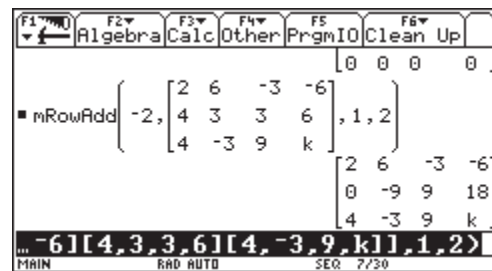 F1 F2 F3 F4 F5 F6
Algebra Calc Other PrgmIO Clean Up
[0 0 0 0
■ mRowAdd(-2, [2 6 -3 -6
4 3 3 6
4 -3 9 k], 1, 2)
[2 6 -3 -6
0 -9 9 18
4 -3 9 k
… -6][4,3,3,6][4,-3,9,k]],1,2)
MAIN RAD AUTO SEQ 7/30